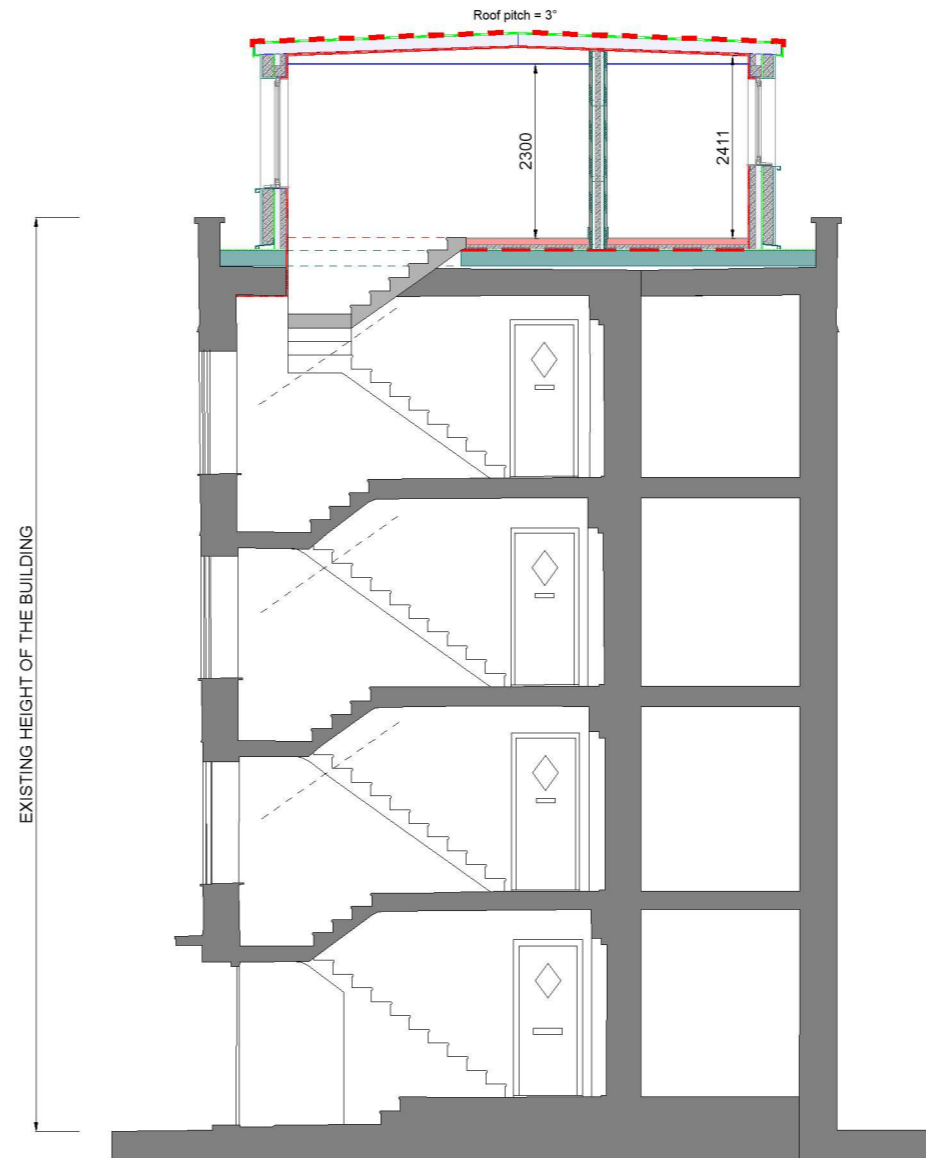 Roof pitch = 3°
2300
2411
EXISTING HEIGHT OF THE BUILDING